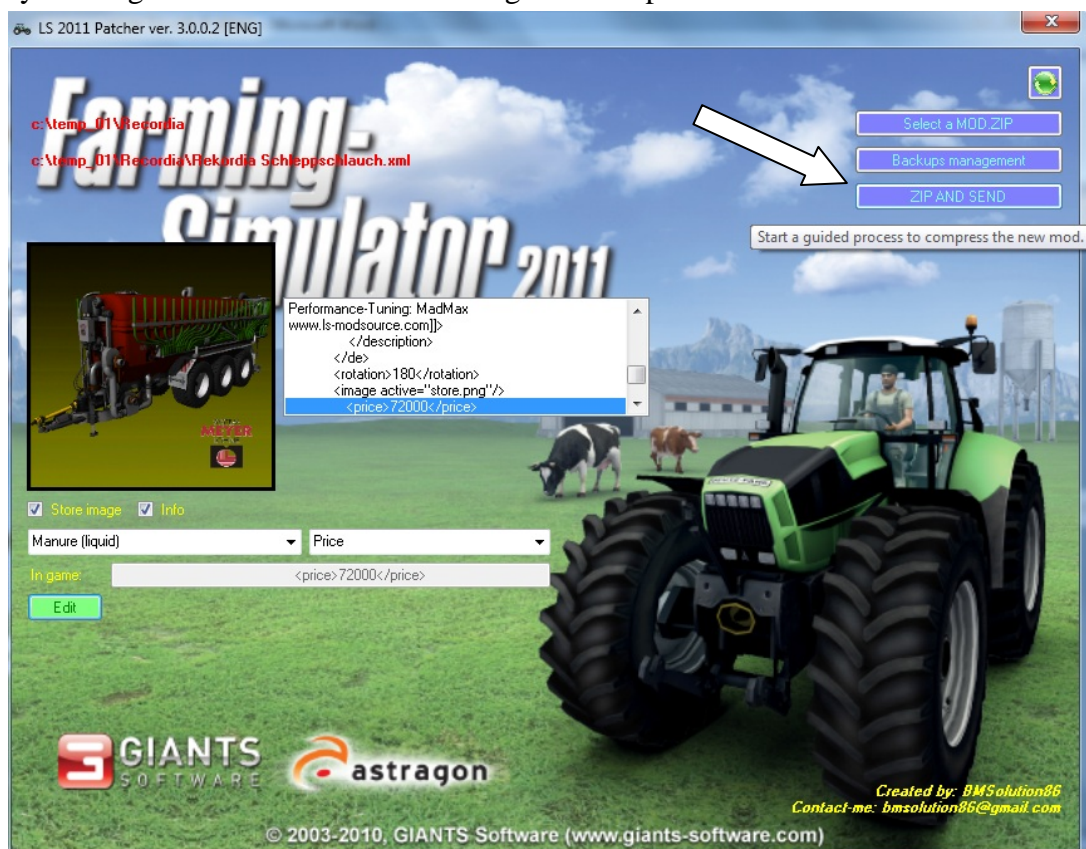 LS 2011 Patcher ver. 3.0.0.2 [ENG]
Farming-
Simulator 2011
c:\temp_01\Recordia
c:\temp_01\Recordia\Rekordia Schleppschlauch.xml
Select a MOD.ZIP
Backups management
ZIP AND SEND
Start a guided process to compress the new mod.
Performance-Tuning: MadMax
www.ls-modsource.com]]>
</description>
</de>
<rotation>180</rotation>
<image active="store.png"/>
<price>72000</price>
MEYER
Store image Info
Manure (liquid) Price
In game: <price>72000</price>
Edit
DEUTZ-FAHR
GIANTS
SOFTWARE
astragon
Created by: BMSolution86
Contact-me: bmsolution86@gmail.com
© 2003-2010, GIANTS Software (www.giants-software.com)